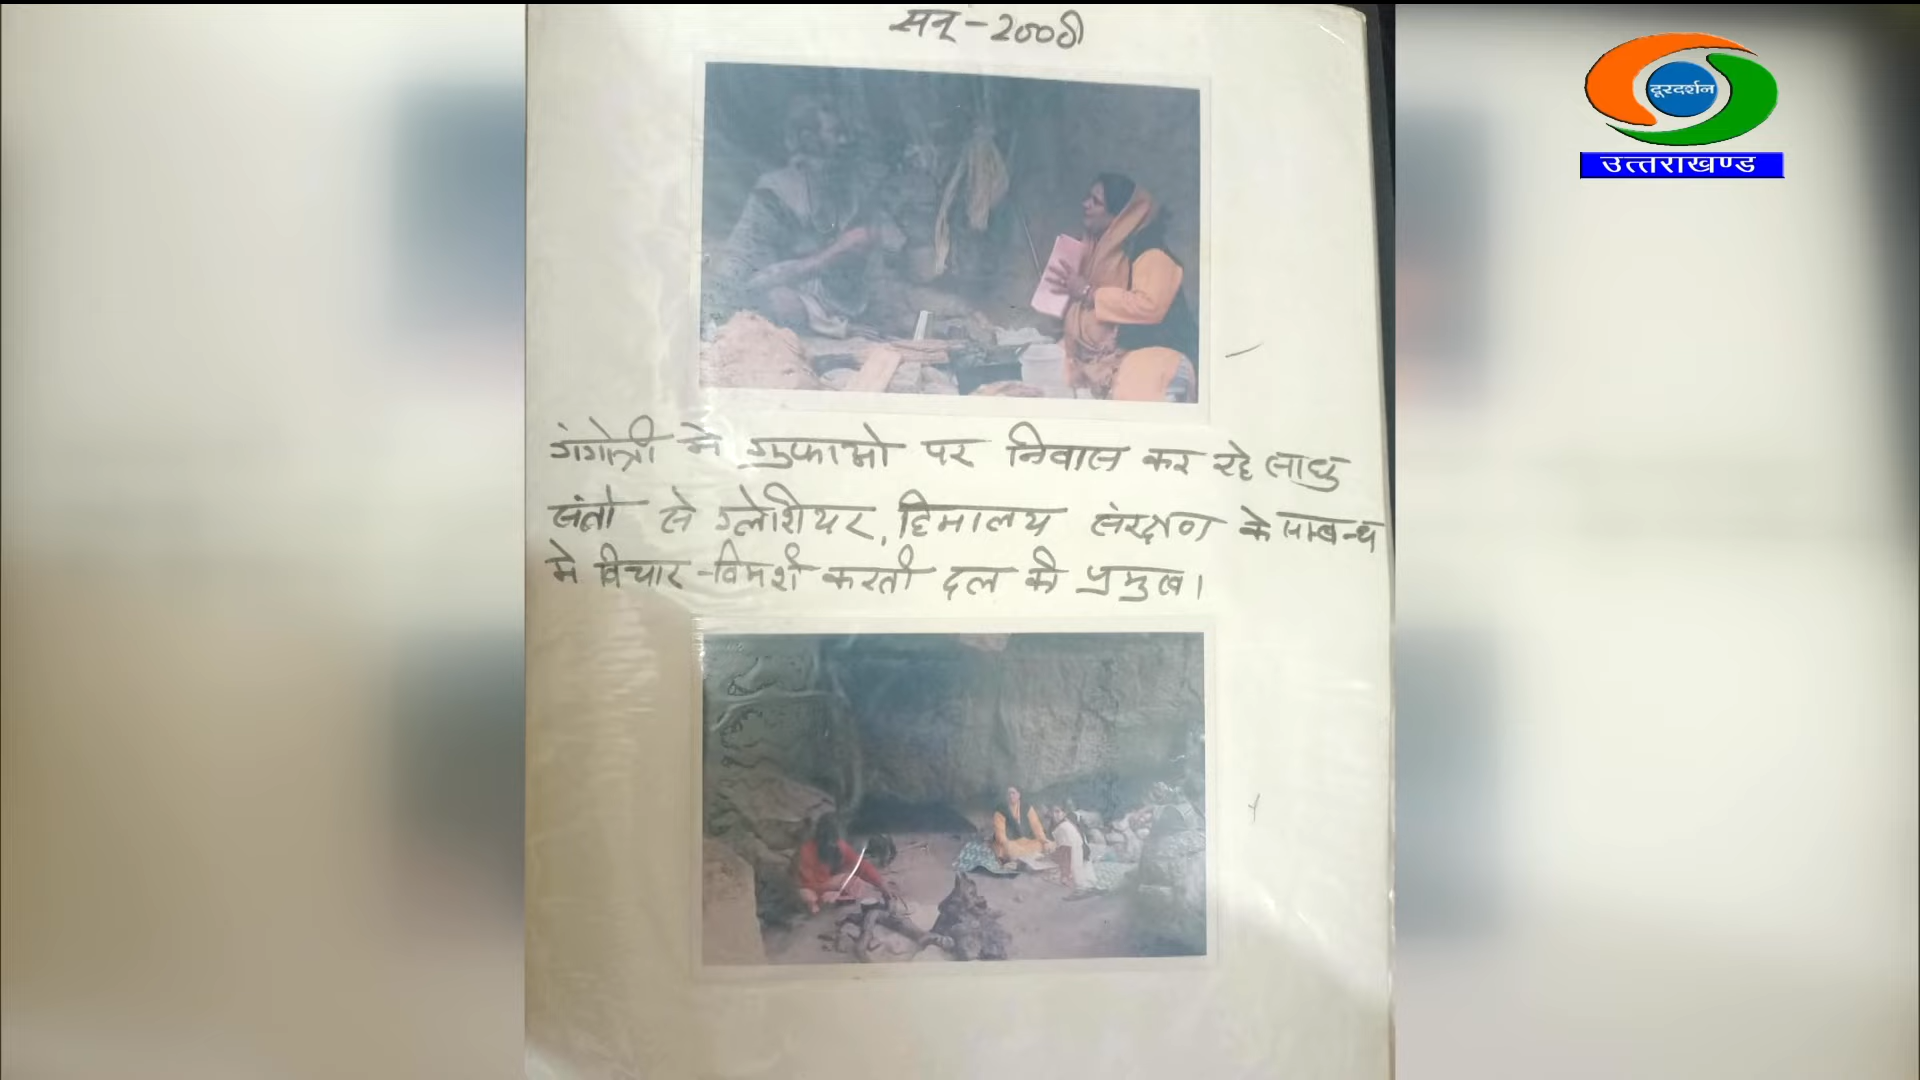 सन् - 2000
दूरदर्शन
उत्तराखण्ड
गंगोत्री मे गुफाओ पर निवास कर रहे साधु
संतो से ग्लेशियर, हिमालय संरक्षण के सम्बन्ध
मे विचार-विमर्श करती दल की प्रमुख।